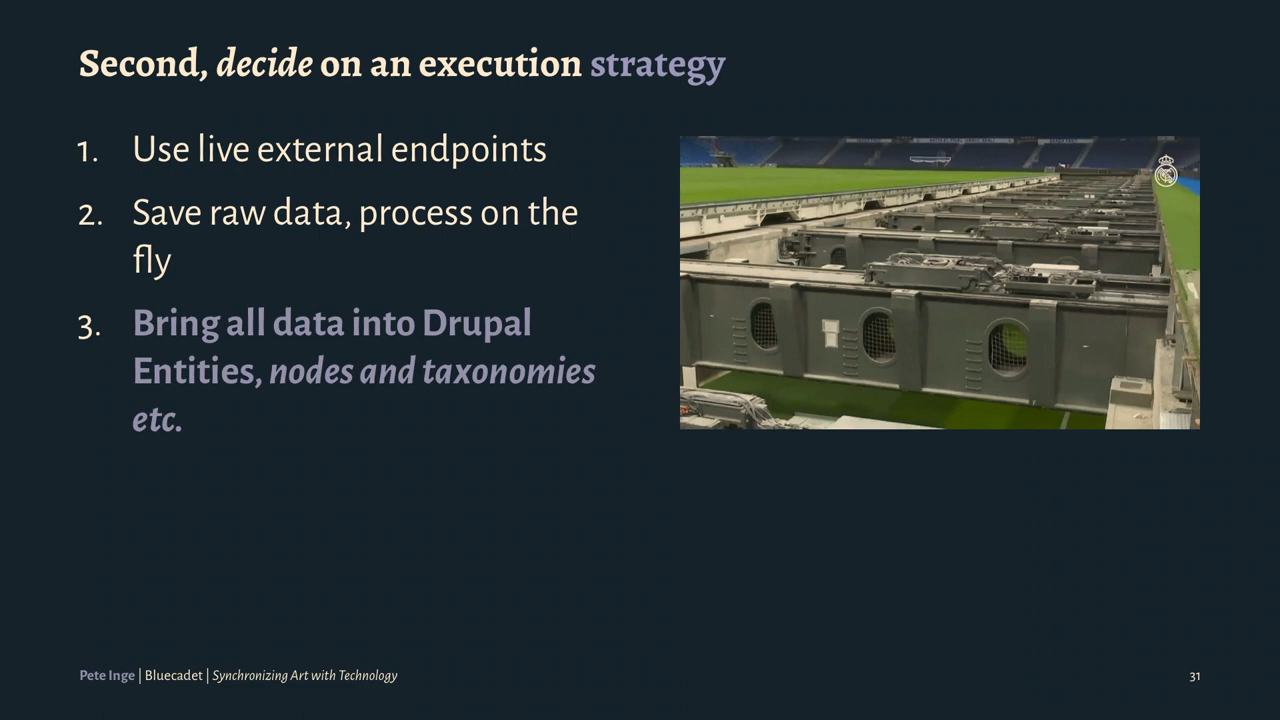 Second, decide on an execution strategy
1. Use live external endpoints
2. Save raw data, process on the
fly
3. Bring all data into Drupal
Entities, nodes and taxonomies
etc.
Pete Inge | Bluecadet | Synchronizing Art with Technology
31